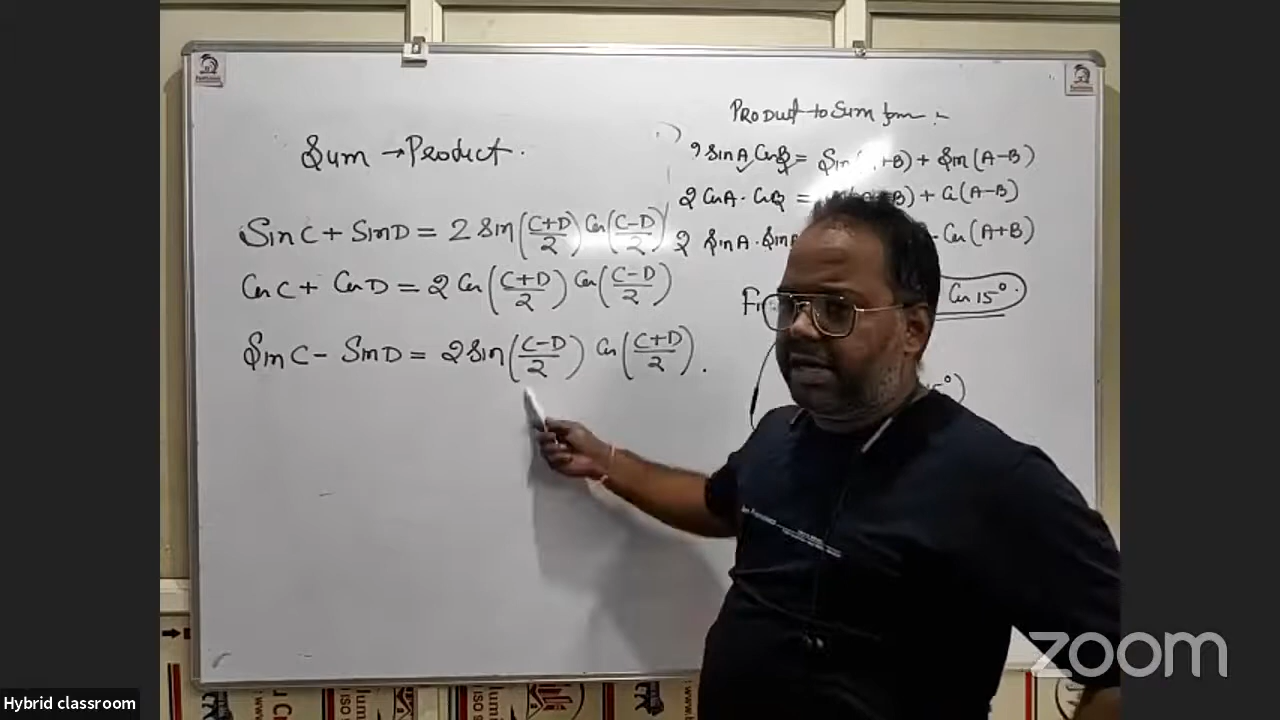 Sum → Product.
Sin C + Sin D = 2 Sin (C+D/2) Cos (C-D/2)
Cos C + Cos D = 2 Cos (C+D/2) Cos (C-D/2)
Sin C - Sin D = 2 Sin (C-D/2) Cos (C+D/2).
Product to Sum form :-
2 Sin A Cos B = Sin( +B) + Sin (A-B)
2 Cos A · Cos B = B) + C (A-B)
2 Sin A · Sin - Cos (A+B)
Cos 15°
5°)
Hybrid classroom
zoom